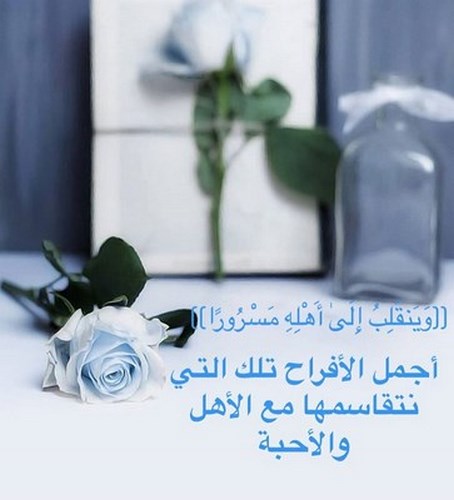 ((وَيَنقَلِبُ إِلَىٰ أَهْلِهِ مَسْرُورًا))
أجمل الأفراح تلك التي
نتقاسمها مع الأهل
والأحبة